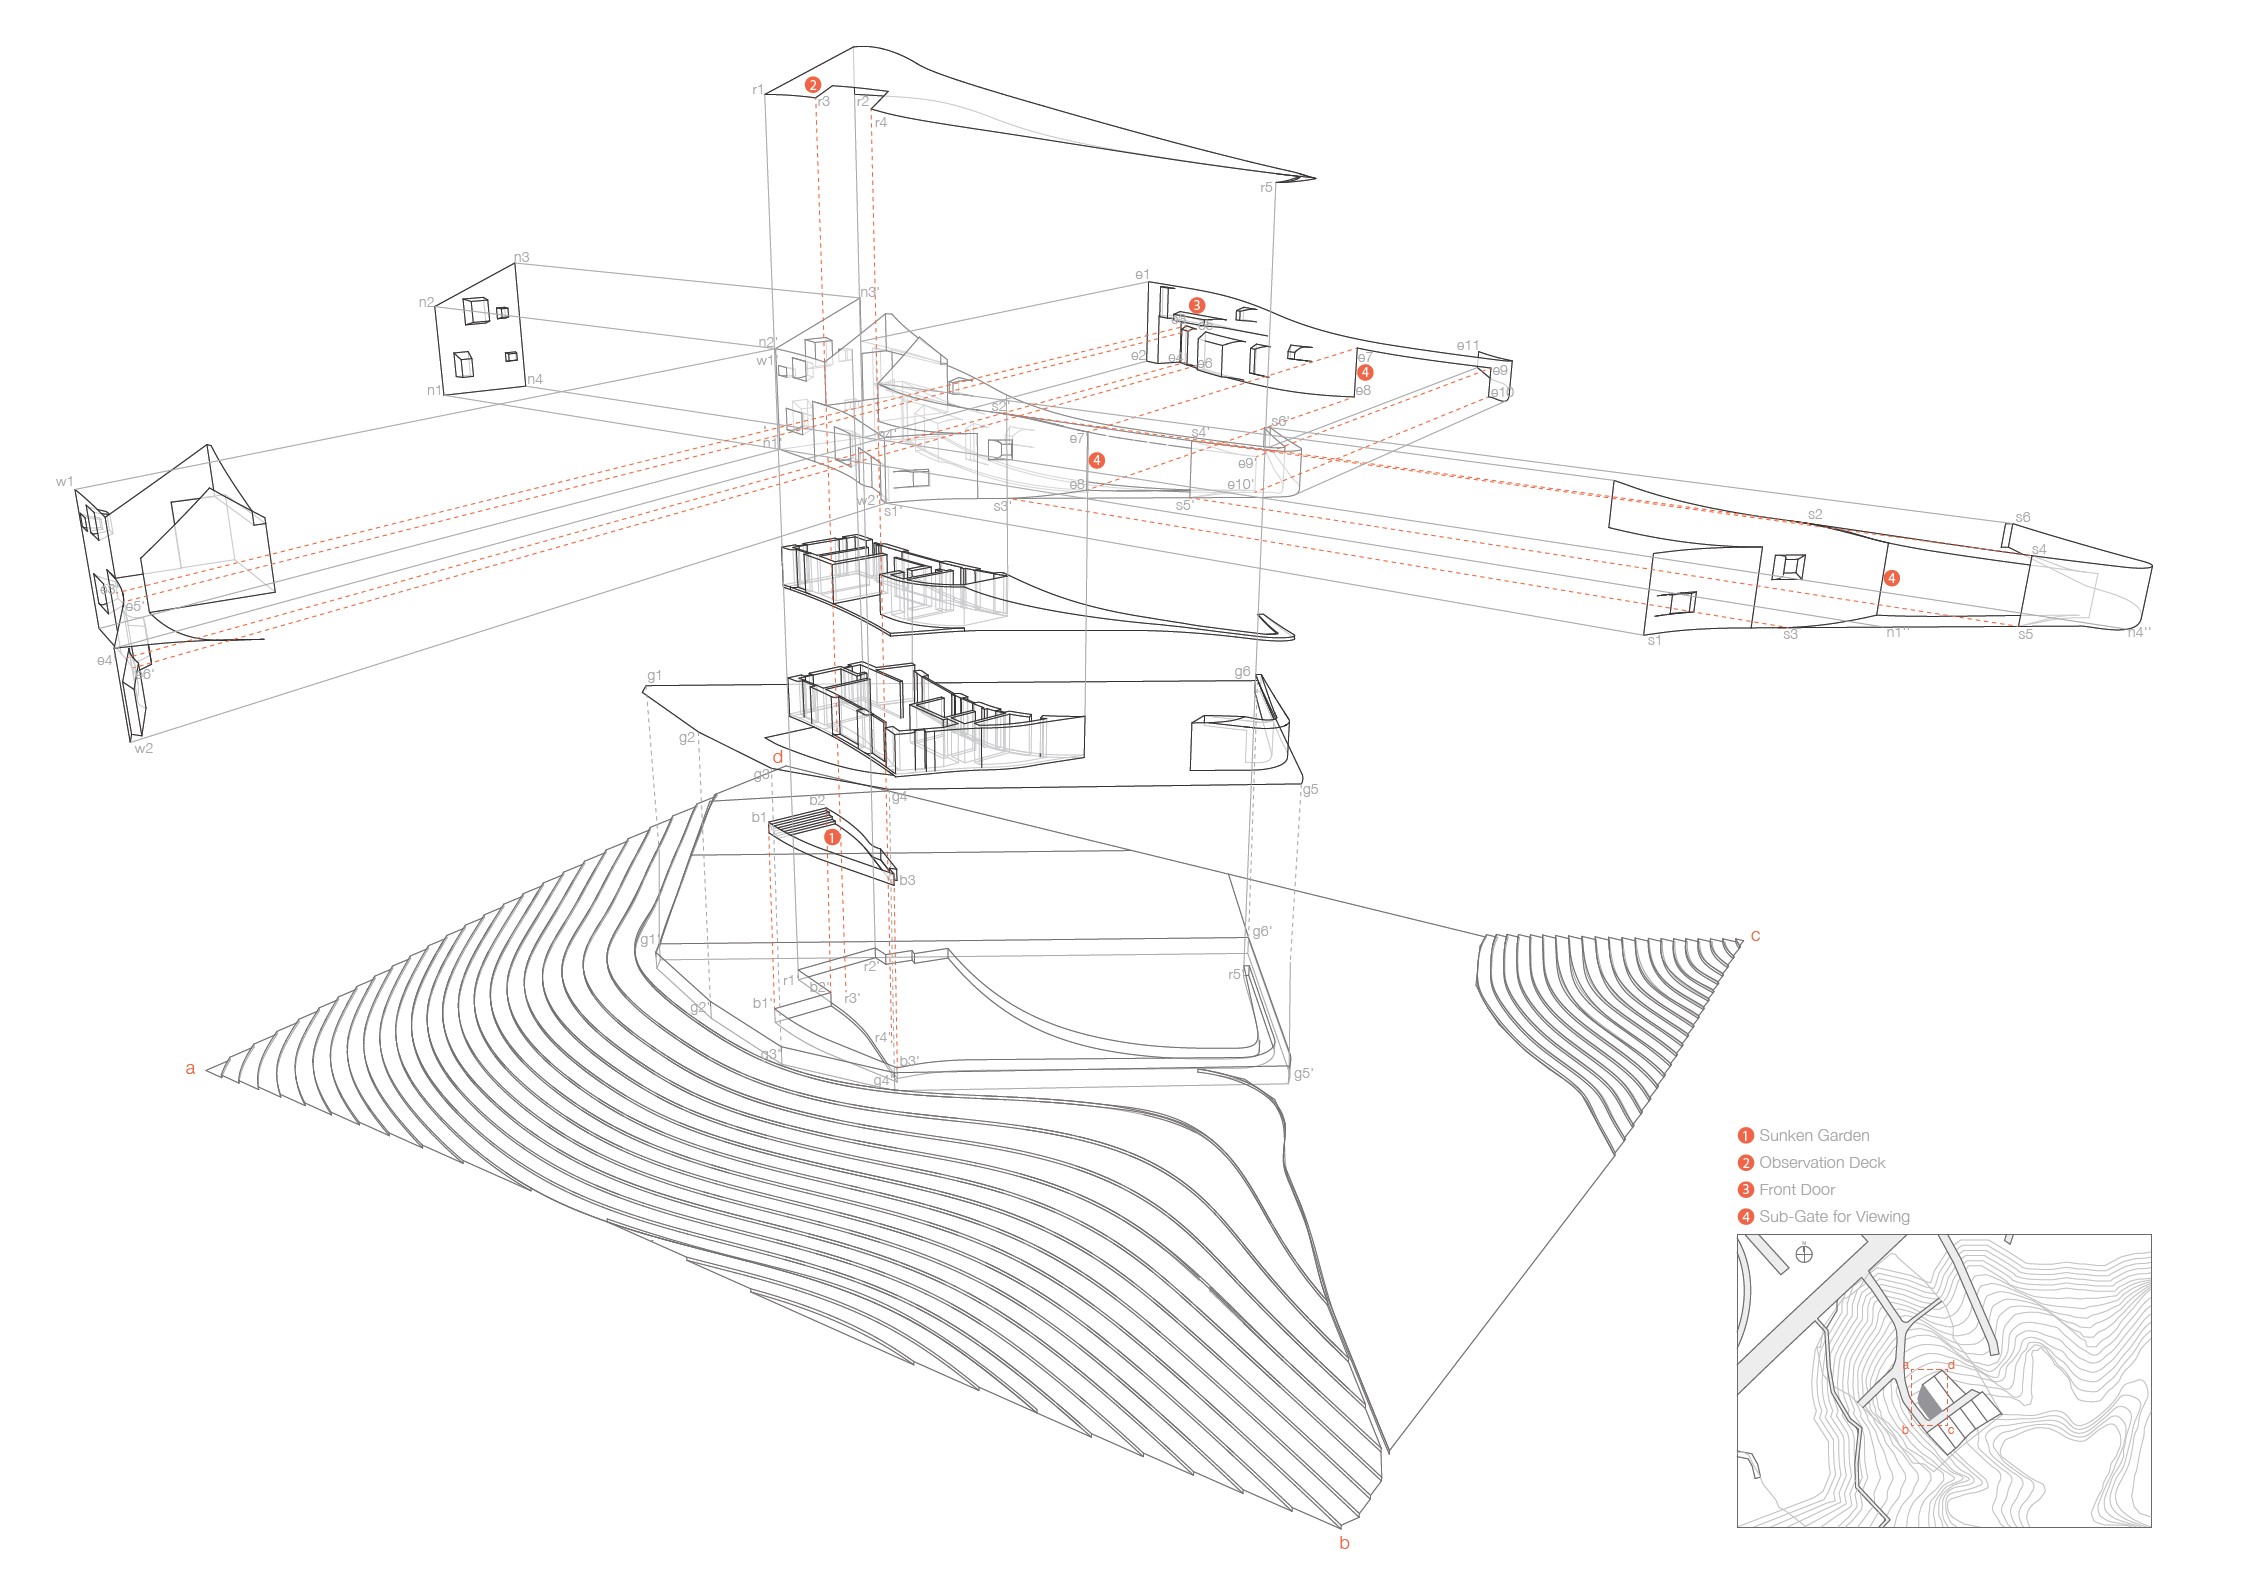 r1
2
r3
r2
r4
r5
n3
n2
n1
n4
n3'
n2'
w1'
n1'
e1
3
e2
e4
e6
e7
4
e8
e11
e9
e10
s2'
e4'
e7'
4
e8'
s4'
s6'
e9'
e10'
w2'
s1'
s3'
s5'
w1
e3'
e5'
e4
e6'
w2
s2
s6
s4
4
s1
s3
n1''
s5
n4''
g1
g6
g2
d
g3
g4
g5
b2
b1
1
b3
c
g1'
g6'
r2'
r1'
r5'
b2'
b1'
r3'
g2'
r4'
g3'
b3'
g4'
g5'
a
b
1 Sunken Garden
2 Observation Deck
3 Front Door
4 Sub-Gate for Viewing
N
a
d
b
c